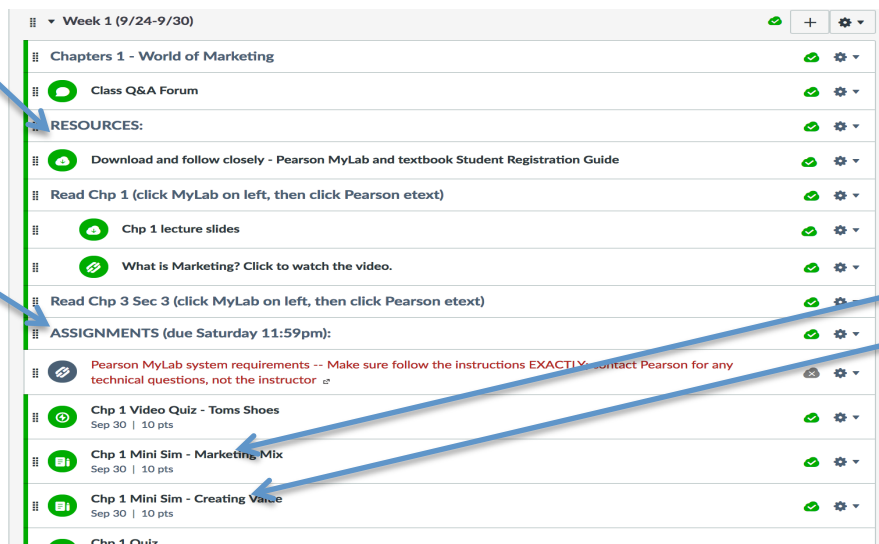 Week 1 (9/24-9/30)
Chapters 1 - World of Marketing
Class Q&A Forum
RESOURCES:
Download and follow closely - Pearson MyLab and textbook Student Registration Guide
Read Chp 1 (click MyLab on left, then click Pearson etext)
Chp 1 lecture slides
What is Marketing? Click to watch the video.
Read Chp 3 Sec 3 (click MyLab on left, then click Pearson etext)
ASSIGNMENTS (due Saturday 11:59pm):
Pearson MyLab system requirements -- Make sure follow the instructions EXACTLY contact Pearson for any
technical questions, not the instructor
Chp 1 Video Quiz - Toms Shoes
Sep 30 | 10 pts
Chp 1 Mini Sim - Marketing Mix
Sep 30 | 10 pts
Chp 1 Mini Sim - Creating Value
Sep 30 | 10 pts
Chp 1 Quiz